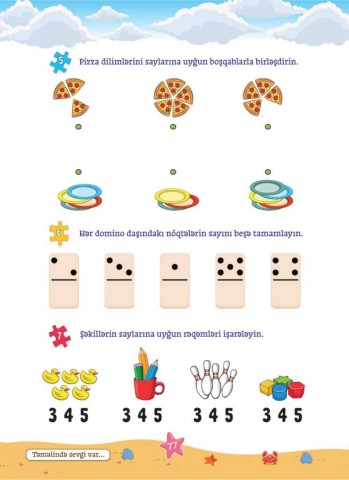 5 Pizza dilimlərini saylarına uyğun boşqablarla birləşdirin.
6 Hər domino daşındakı nöqtələrin sayını beşə tamamlayın.
7 Şəkillərin saylarına uyğun rəqəmləri işarələyin.
3 4 5 3 4 5 3 4 5 3 4 5
77
Təməlində sevgi var...